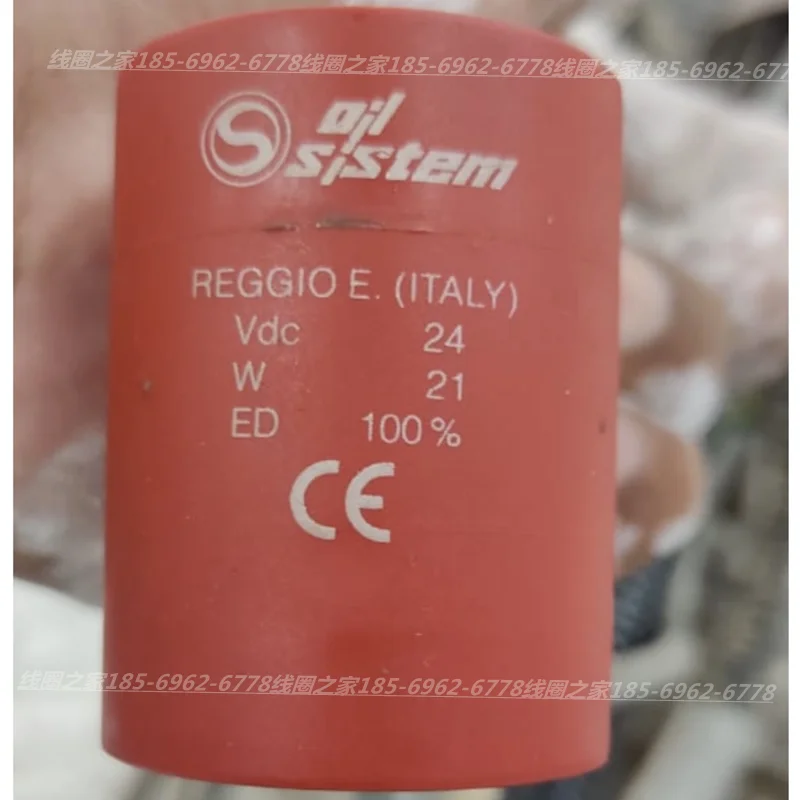 线圈之家185-6962-6778线圈之家185-6962-6778线圈之家185-6962-677
oil
sistem
REGGIO E. (ITALY)
Vdc 24
W 21
ED 100%
CE
线圈之家185-6962-6778线圈之家185-6962-6778线圈之家185-6962-6778